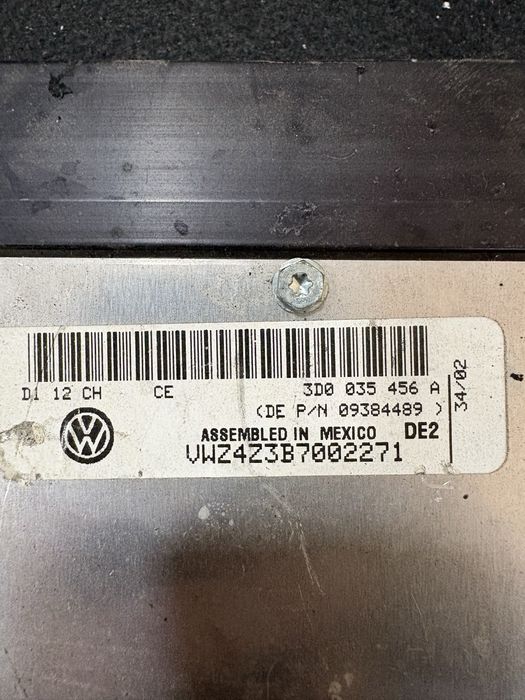 D1 12 CH CE 3D0 035 456 A
(DE P/N 09384489 )
ASSEMBLED IN MEXICO DE2
VWZ4Z3B7002271
34/02